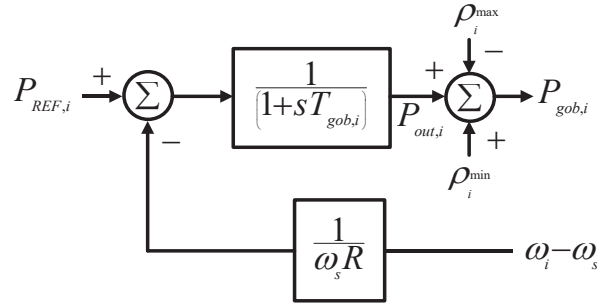 ρ_i^max
P_REF,i + Σ 1/(1+sT_gob,i) + − Σ P_gob,i
− P_out,i +
ρ_i^min
1/(ω_s R) ω_i−ω_s